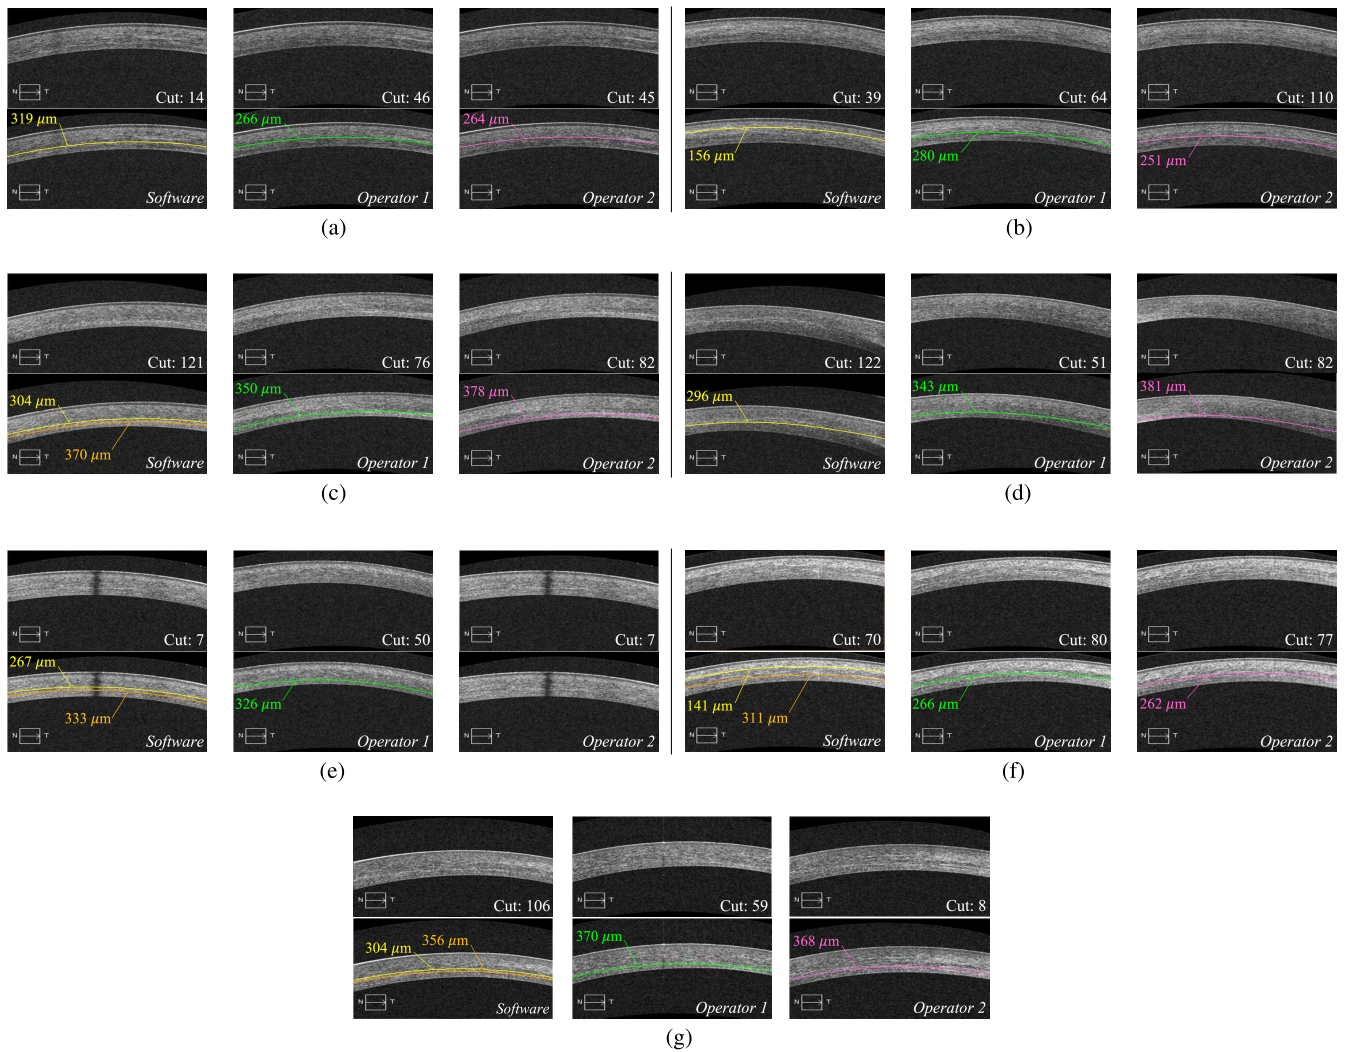 Cut: 14 Cut: 46 Cut: 45 Cut: 39 Cut: 64 Cut: 110
N T N T N T N T N T N T
319 µm 266 µm 264 µm 156 µm 280 µm 251 µm
N T N T N T N T N T N T
Software Operator 1 Operator 2 Software Operator 1 Operator 2
(a) (b)
N T N T N T N T N T N T
Cut: 121 Cut: 76 Cut: 82 Cut: 122 Cut: 51 Cut: 82
304 µm 350 µm 378 µm 296 µm 343 µm 381 µm
370 µm
N T N T N T N T N T N T
Software Operator 1 Operator 2 Software Operator 1 Operator 2
(c) (d)
N T N T N T N T N T N T
Cut: 7 Cut: 50 Cut: 7 Cut: 70 Cut: 80 Cut: 77
267 µm
333 µm 326 µm 141 µm 311 µm 266 µm 262 µm
N T N T N T N T N T N T
Software Operator 1 Operator 2 Software Operator 1 Operator 2
(e) (f)
N T N T N T
Cut: 106 Cut: 59 Cut: 8
304 µm 356 µm 370 µm 368 µm
N T N T N T
Software Operator 1 Operator 2
(g)